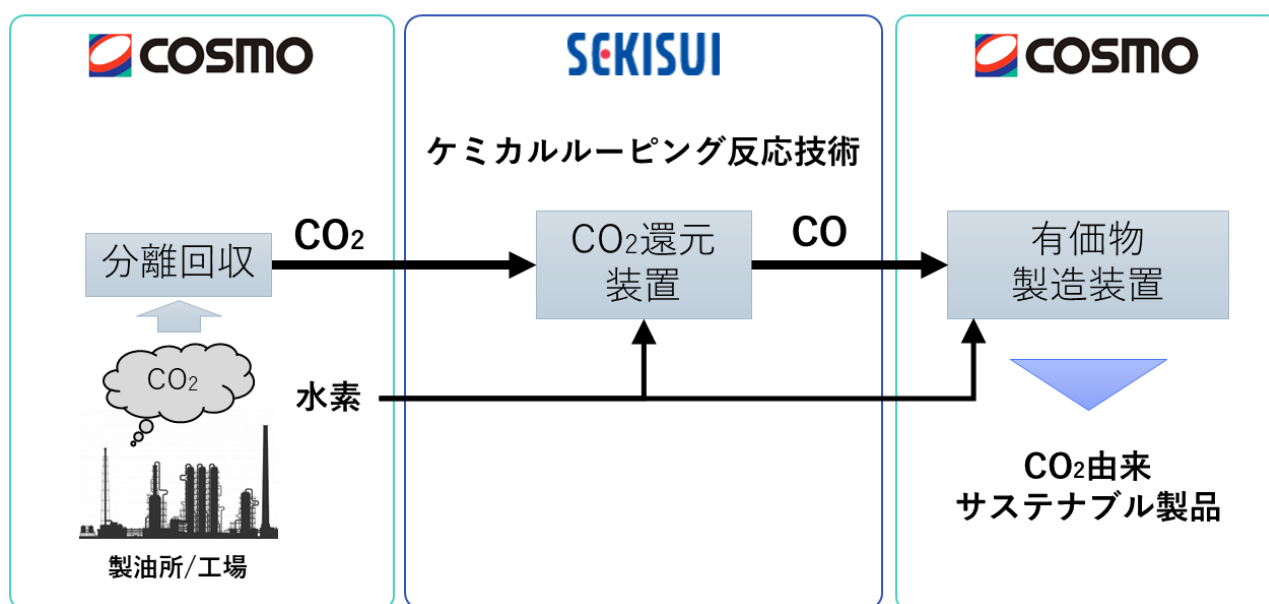 COSMO
SEKISUI
COSMO
ケミカルルーピング反応技術
分離回収
CO₂
CO₂還元
装置
CO
有価物
製造装置
CO₂
水素
製油所/工場
CO₂由来
サステナブル製品